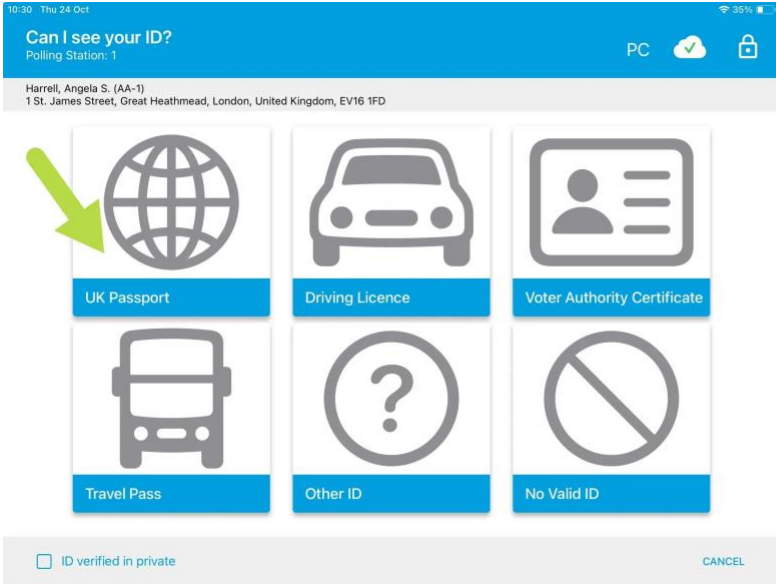 10:30 Thu 24 Oct
35%
Can I see your ID?
Polling Station: 1
PC
Harrell, Angela S. (AA-1)
1 St. James Street, Great Heathmead, London, United Kingdom, EV16 1FD
UK Passport
Driving Licence
Voter Authority Certificate
?
Travel Pass
Other ID
No Valid ID
ID verified in private
CANCEL